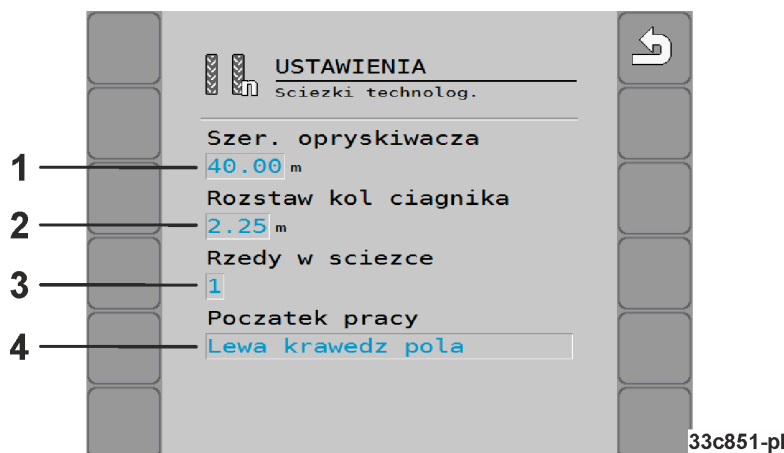 USTAWIENIA
Sciezki technolog.
Szer. opryskiwacza
1 40.00 m
Rozstaw kol ciagnika
2 2.25 m
Rzedy w sciezce
3 1
Poczatek pracy
4 Lewa krawedz pola
33c851-pl